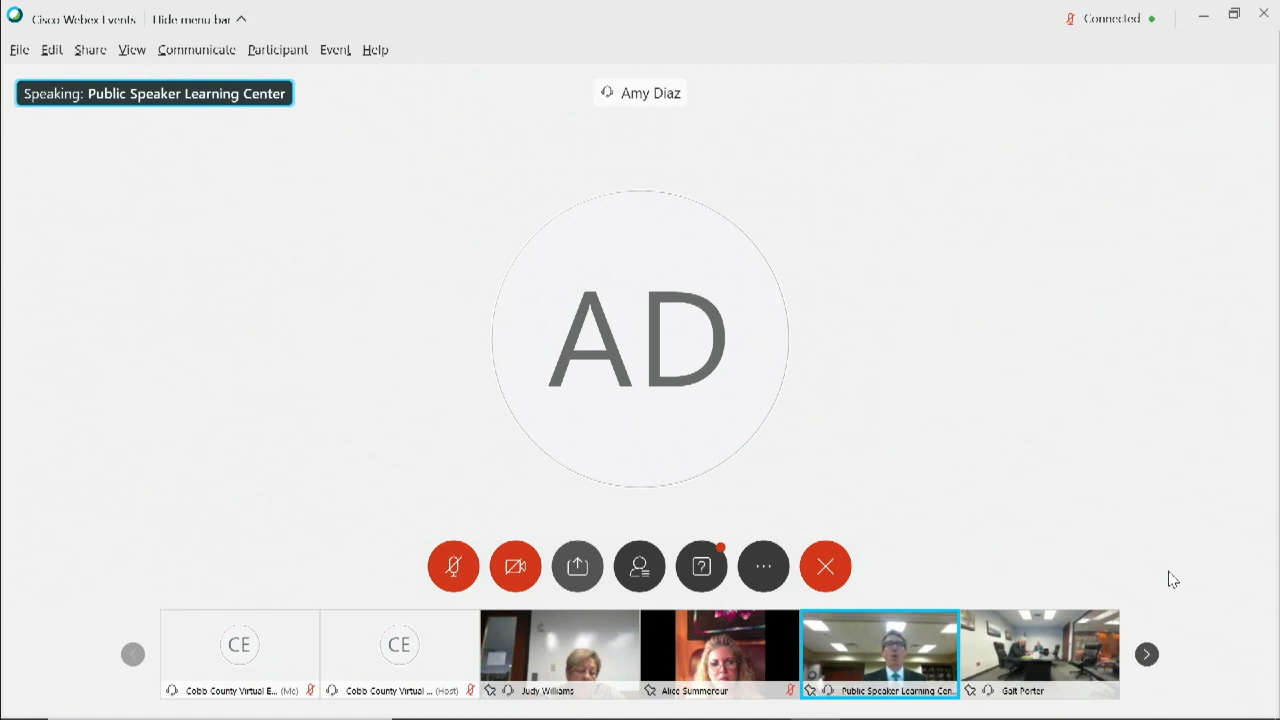 Cisco Webex Events Hide menu bar Connected
File Edit Share View Communicate Participant Event Help
Speaking: Public Speaker Learning Center
Amy Diaz
AD
CE
CE
Cobb County Virtual E... (Me)
Cobb County Virtual ... (Host)
Judy Williams
Alice Summerour
Public Speaker Learning Cen...
Galt Porter